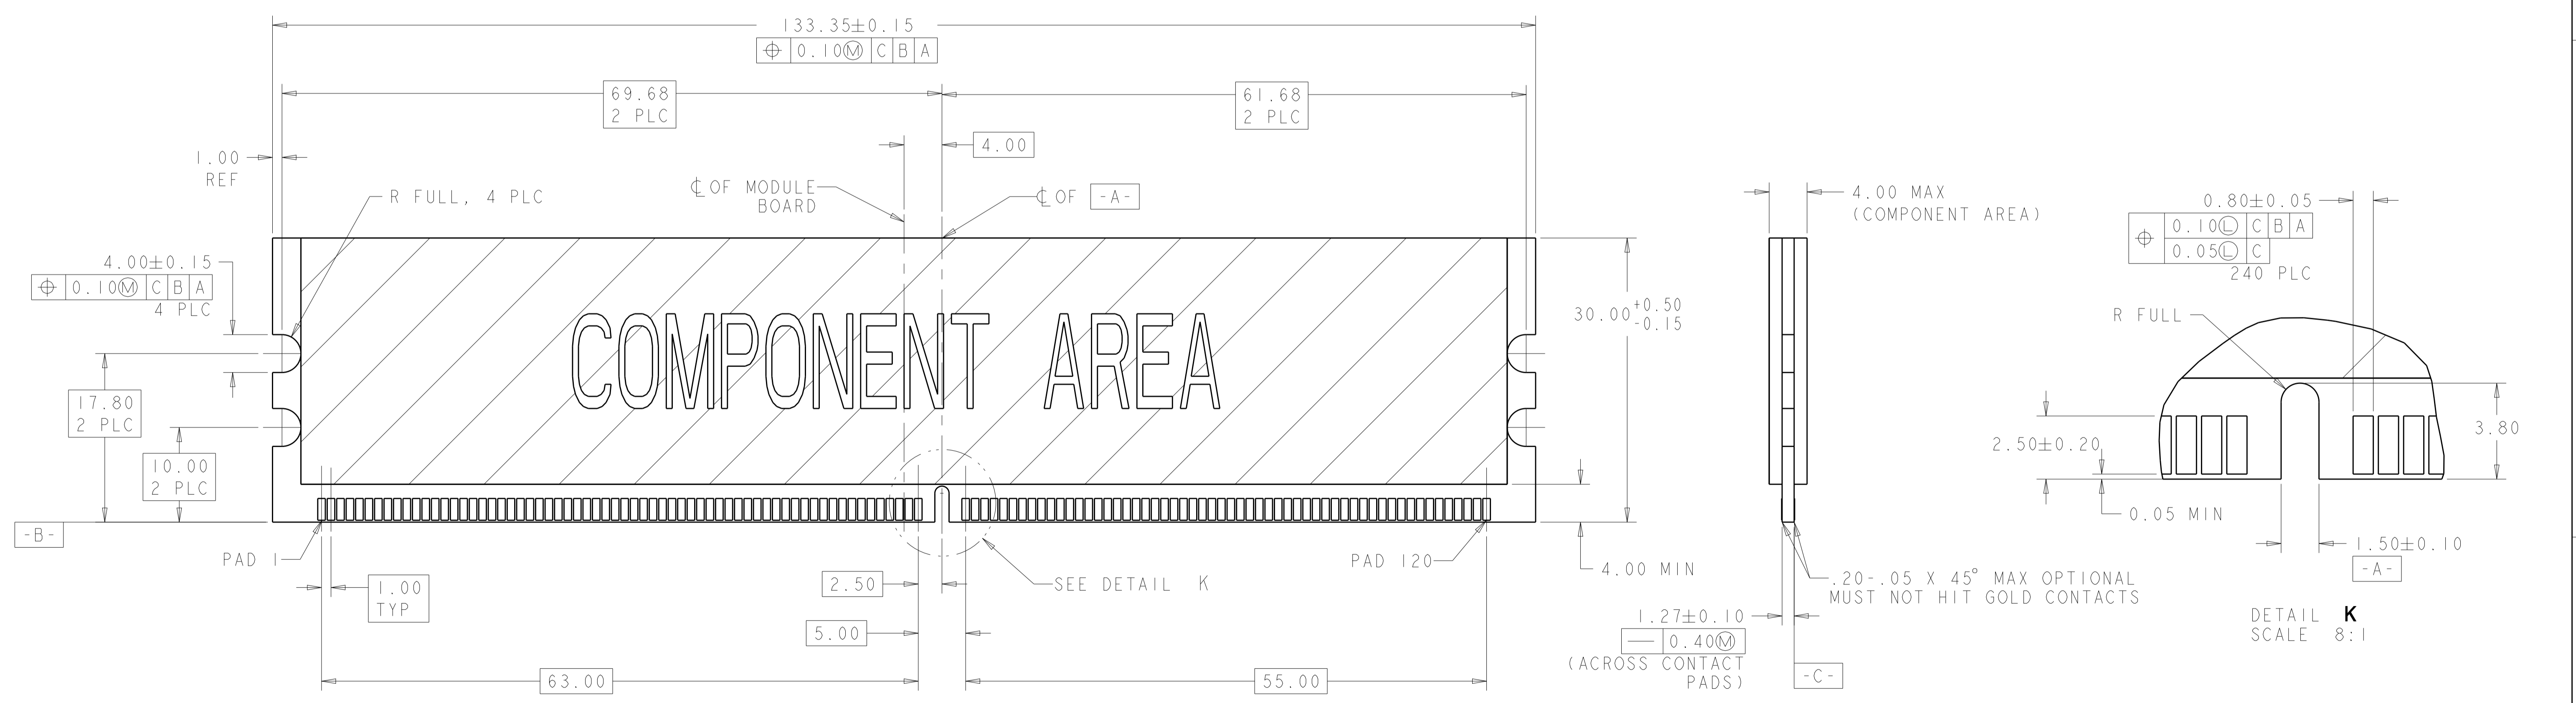 133.35±0.15
⌖ 0.10Ⓜ C B A
69.68
2 PLC
61.68
2 PLC
4.00
1.00
REF
R FULL, 4 PLC
℄ OF MODULE
BOARD
℄ OF -A-
4.00±0.15
⌖ 0.10Ⓜ C B A
4 PLC
17.80
2 PLC
10.00
2 PLC
-B-
COMPONENT AREA
30.00 +0.50
-0.15
PAD 1
1.00
TYP
2.50
SEE DETAIL K
5.00
63.00
55.00
PAD 120
4.00 MIN
4.00 MAX
(COMPONENT AREA)
.20-.05 X 45° MAX OPTIONAL
MUST NOT HIT GOLD CONTACTS
1.27±0.10
⏤ 0.40Ⓜ
(ACROSS CONTACT
PADS)
-C-
0.80±0.05
⌖ 0.10Ⓛ C B A
0.05Ⓛ C
240 PLC
R FULL
2.50±0.20
0.05 MIN
3.80
1.50±0.10
-A-
DETAIL K
SCALE 8:1